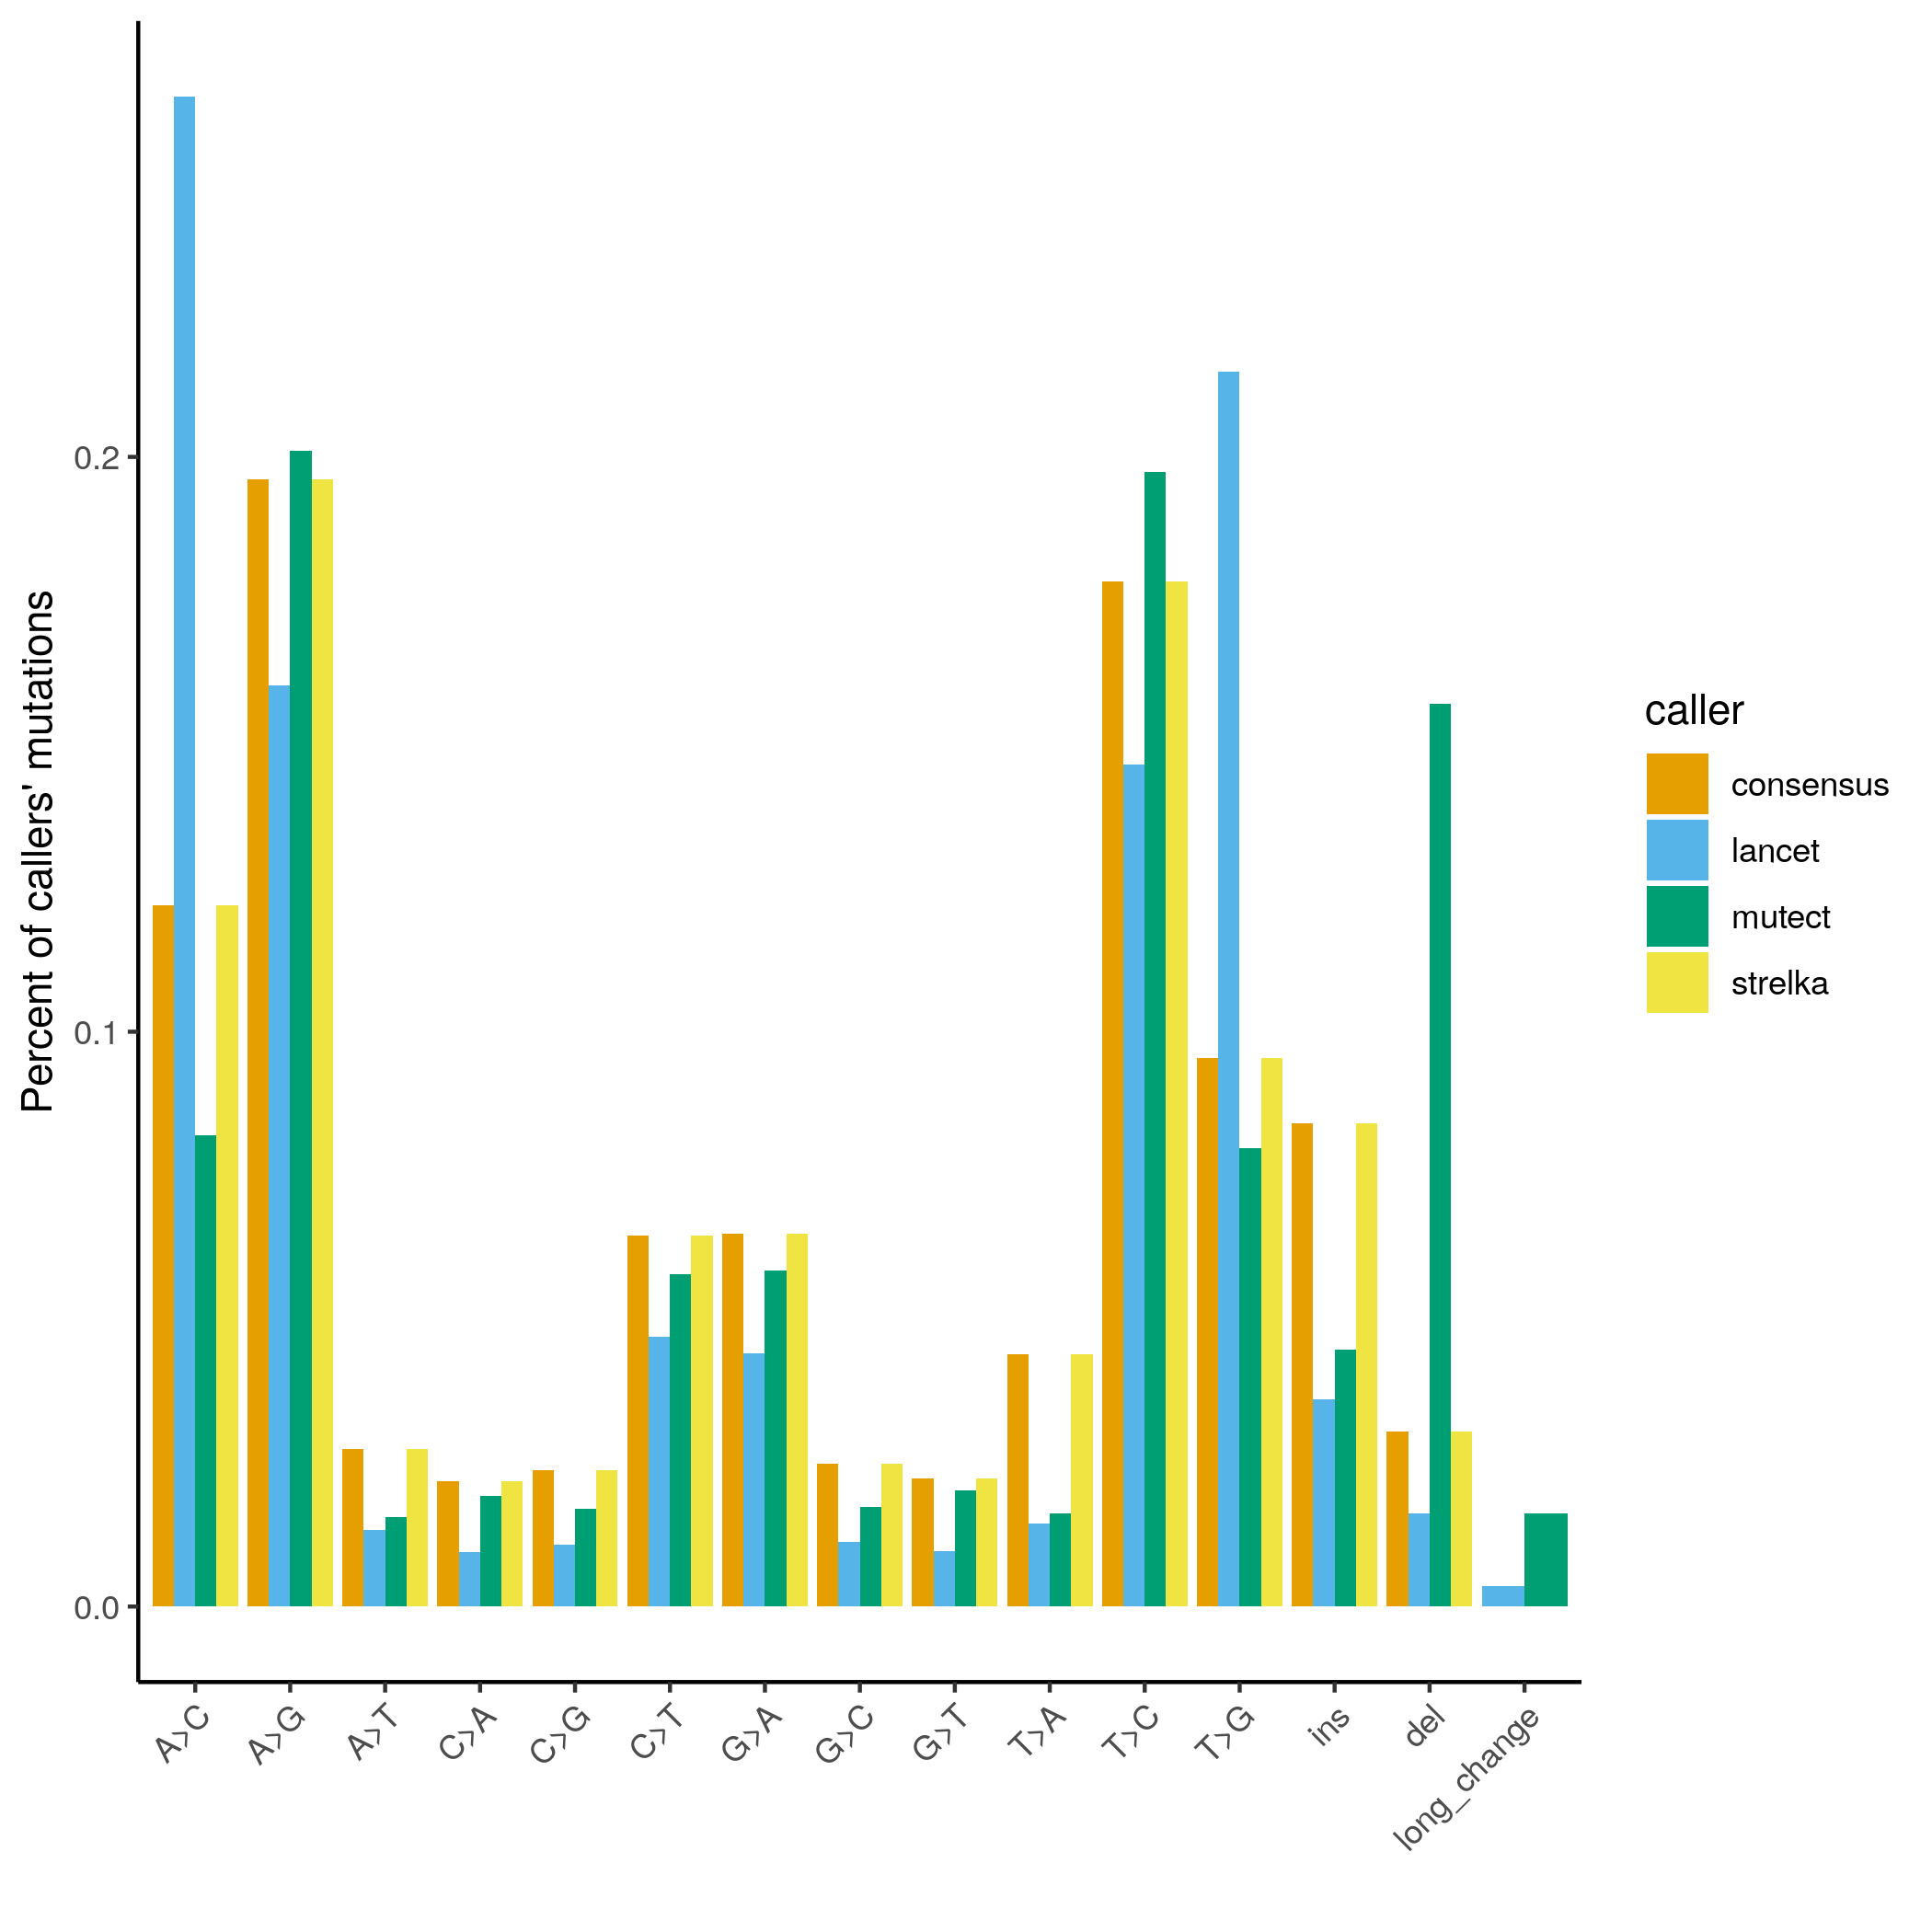 Percent of callers' mutations
0.2
0.1
0.0
A>C
A>G
A>T
C>A
C>G
C>T
G>A
G>C
G>T
T>A
T>C
T>G
ins
del
long_change
caller
consensus
lancet
mutect
strelka